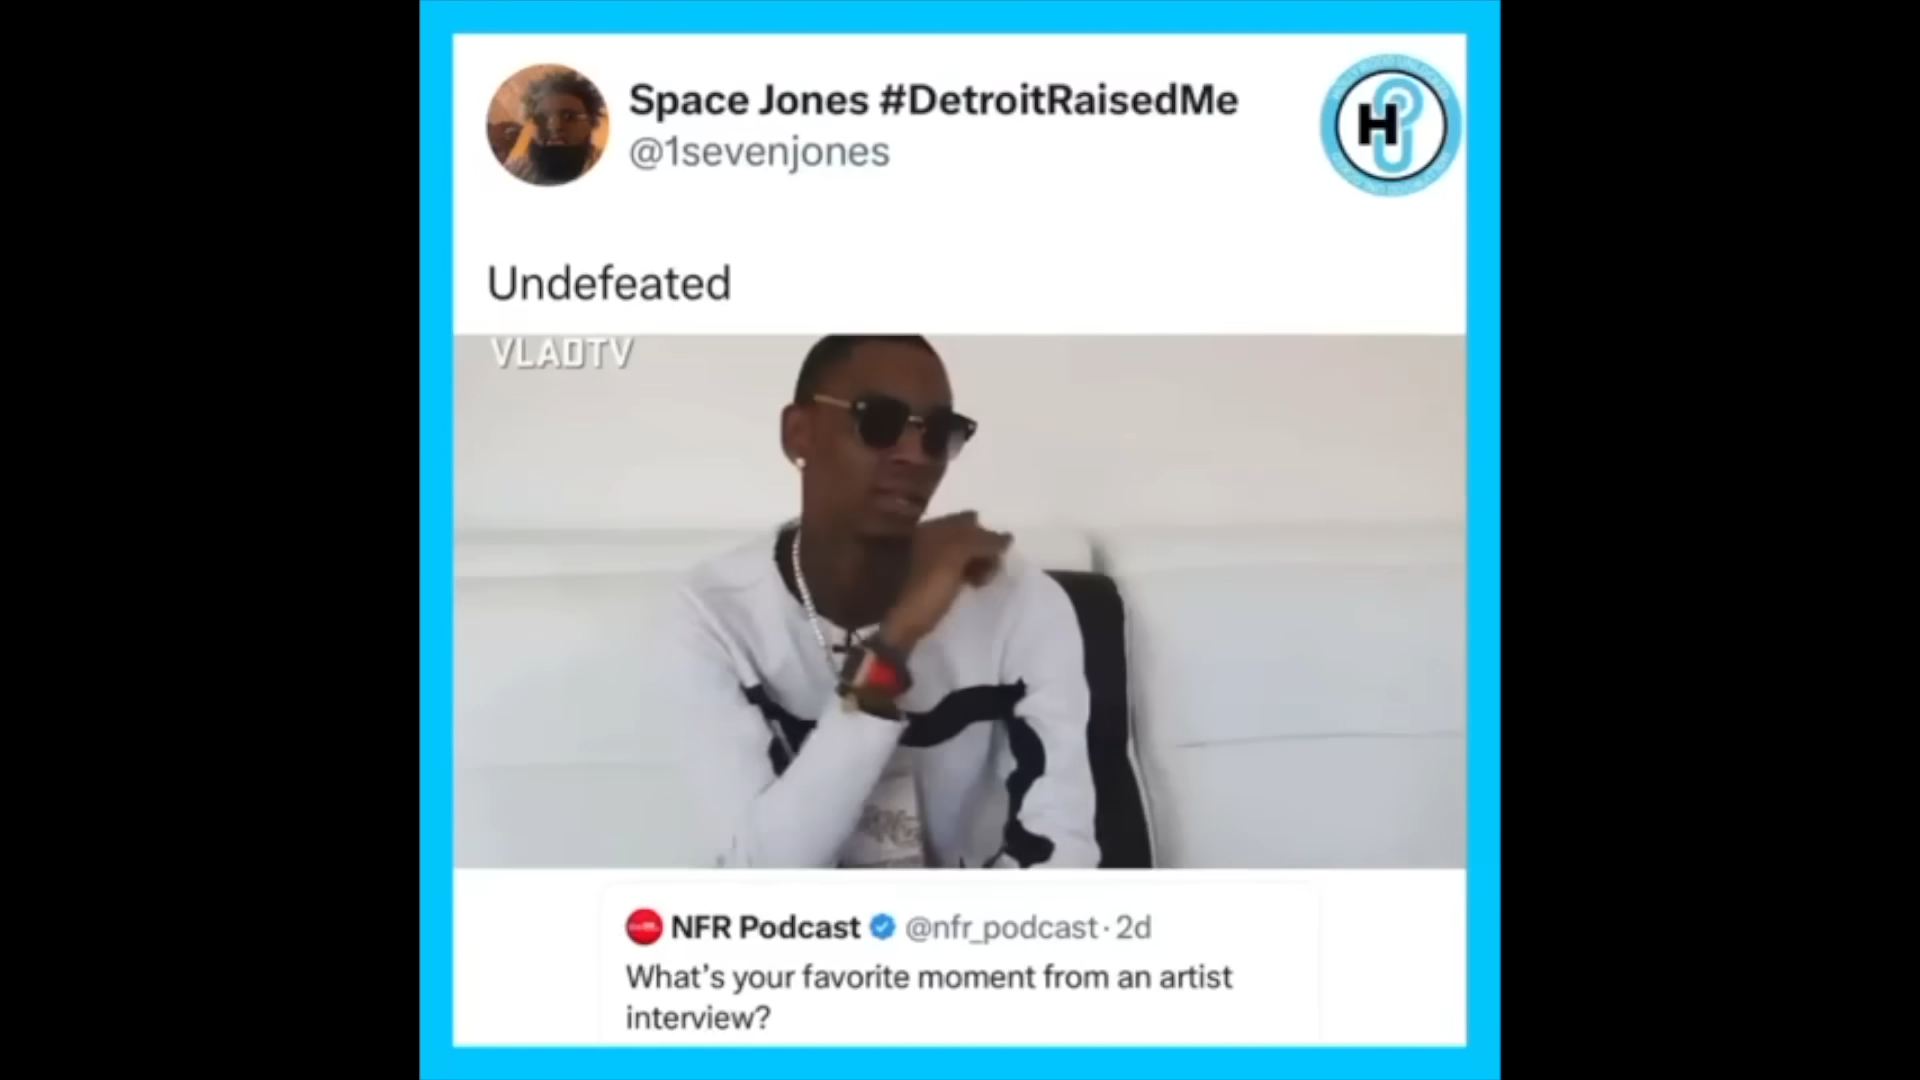 Space Jones #DetroitRaisedMe
@1sevenjones
H
Undefeated
VLADTV
NFR Podcast @nfr_podcast · 2d
What's your favorite moment from an artist
interview?